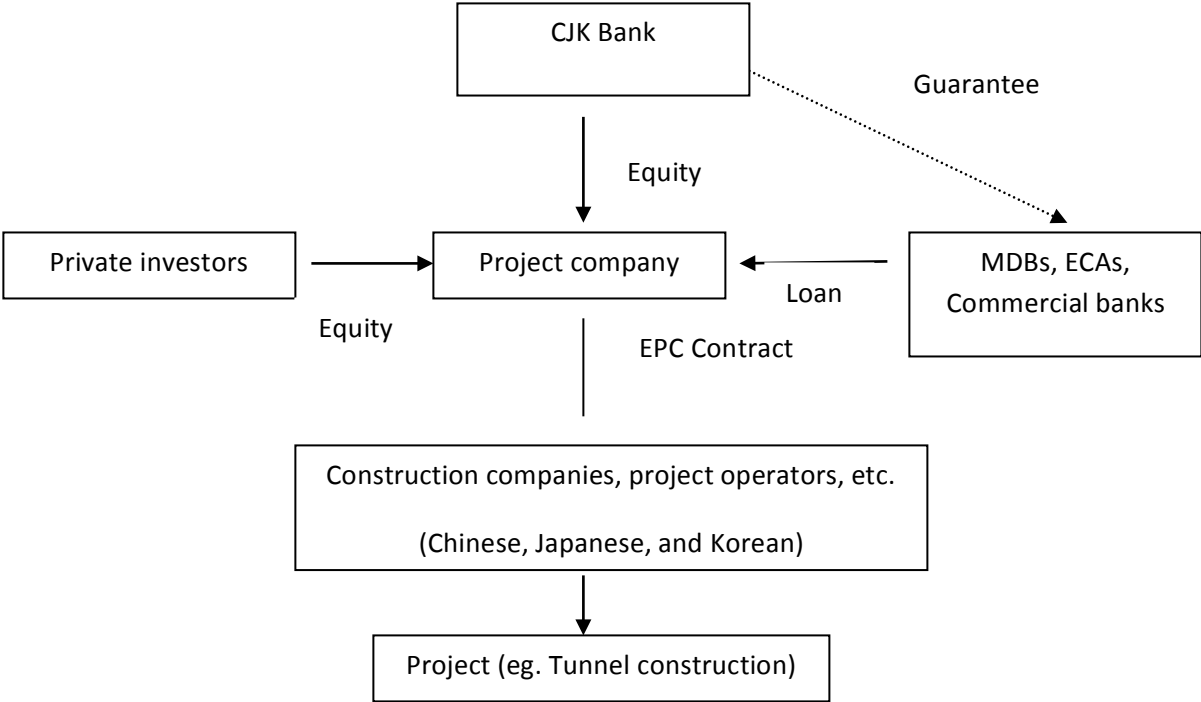 CJK Bank
Guarantee
Equity
Private investors
Project company
MDBs, ECAs,
Commercial banks
Loan
Equity
EPC Contract
Construction companies, project operators, etc.
(Chinese, Japanese, and Korean)
Project (eg. Tunnel construction)